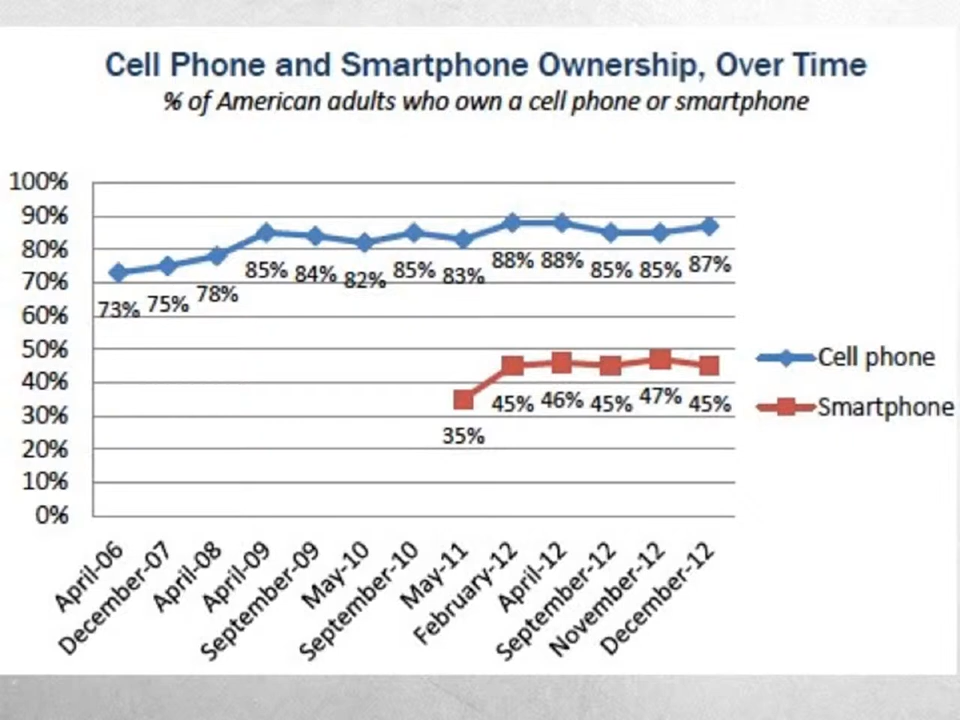 Cell Phone and Smartphone Ownership, Over Time
% of American adults who own a cell phone or smartphone
100%
90%
80%
70%
60%
50%
40%
30%
20%
10%
0%
73%
75%
78%
85%
84%
82%
85%
83%
88%
88%
85%
85%
87%
35%
45%
46%
45%
47%
45%
Cell phone
Smartphone
April-06
December-07
April-08
April-09
September-09
May-10
September-10
May-11
February-12
April-12
September-12
November-12
December-12